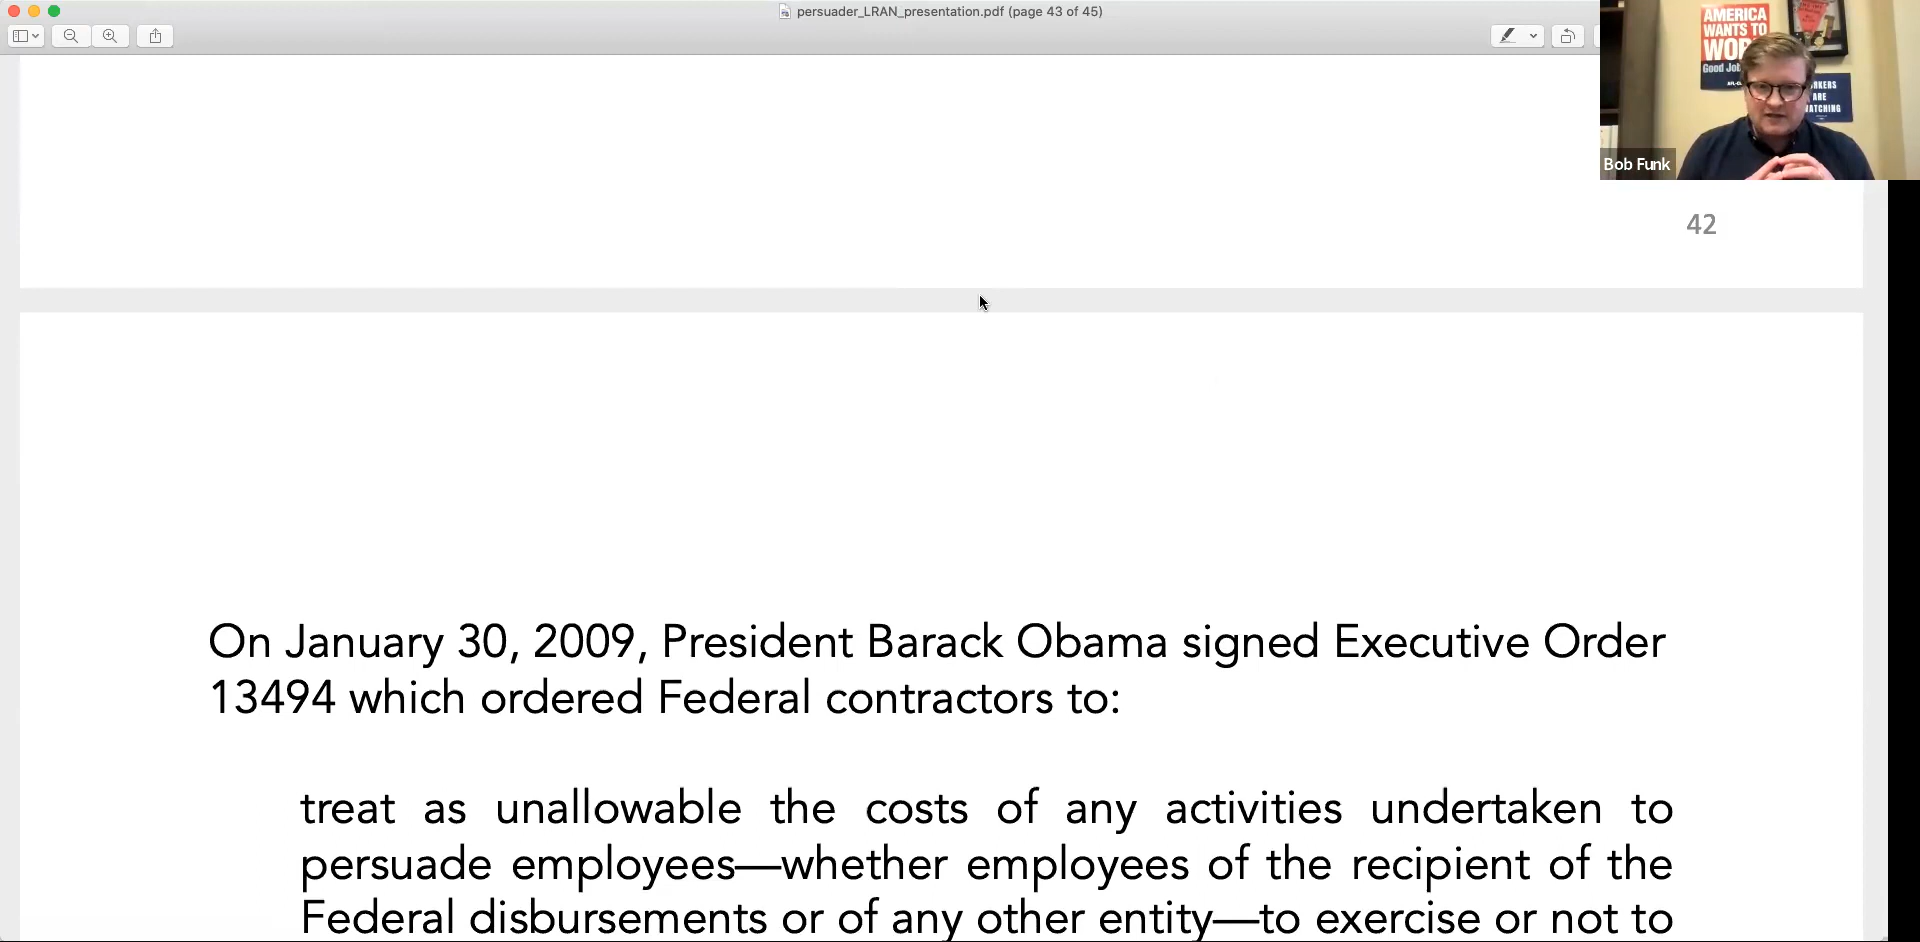 persuader_LRAN_presentation.pdf (page 43 of 45)
AMERICA
WANTS TO
Good
ARE
Bob Funk
42
On January 30, 2009, President Barack Obama signed Executive Order
13494 which ordered Federal contractors to:
treat as unallowable the costs of any activities undertaken to
persuade employees—whether employees of the recipient of the
Federal disbursements or of any other entity—to exercise or not to